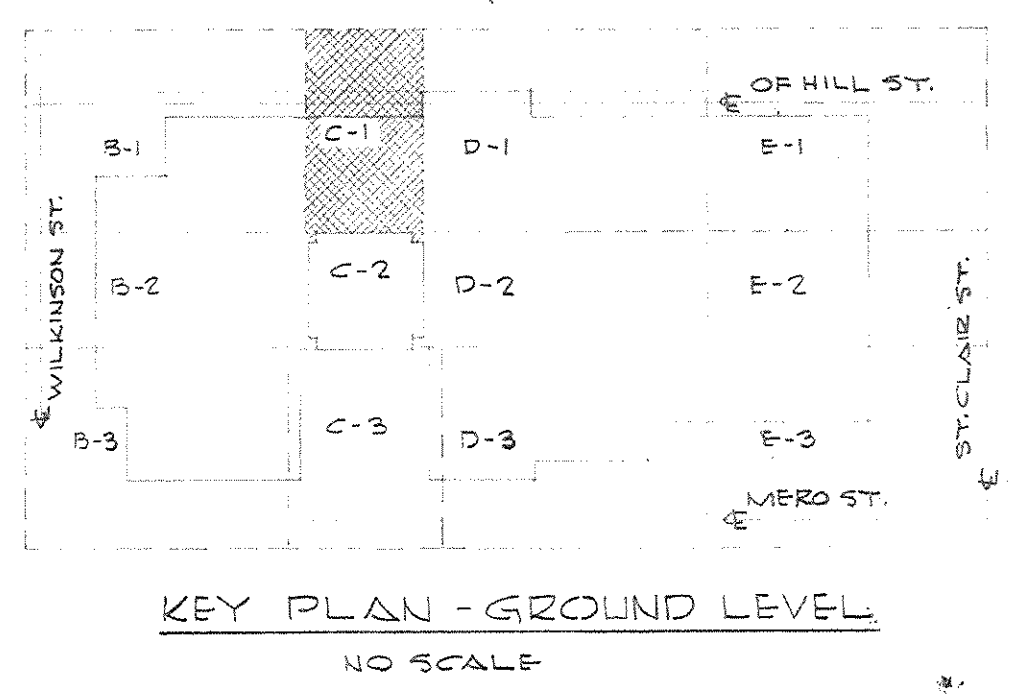 ℄ OF HILL ST.
B-1
C-1
D-1
E-1
℄ WILKINSON ST.
B-2
C-2
D-2
E-2
ST. CLAIR ST.
℄
B-3
C-3
D-3
E-3
℄ MERO ST.
KEY PLAN - GROUND LEVEL
NO SCALE